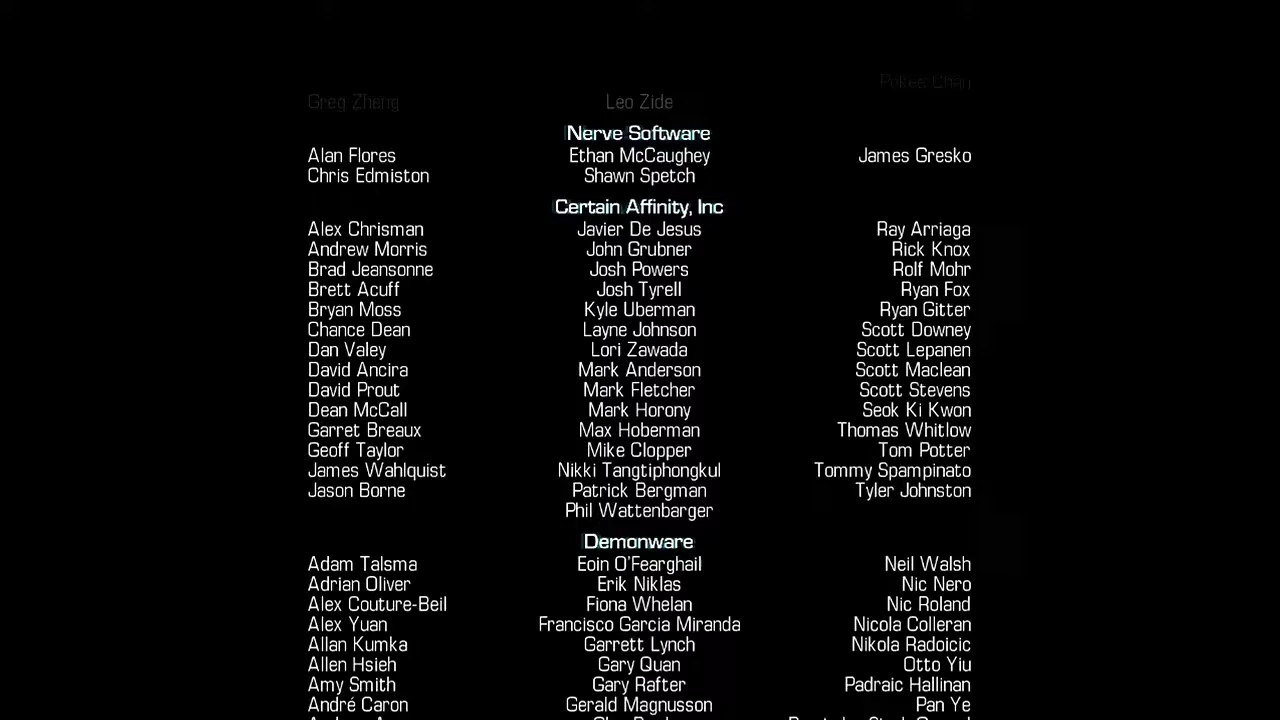 Pokee Chan
Greg Zheng Leo Zide
Nerve Software
Alan Flores Ethan McCaughey James Gresko
Chris Edmiston Shawn Spetch
Certain Affinity, Inc
Alex Chrisman Javier De Jesus Ray Arriaga
Andrew Morris John Grubner Rick Knox
Brad Jeansonne Josh Powers Rolf Mohr
Brett Acuff Josh Tyrell Ryan Fox
Bryan Moss Kyle Uberman Ryan Gitter
Chance Dean Layne Johnson Scott Downey
Dan Valey Lori Zawada Scott Lepanen
David Ancira Mark Anderson Scott Maclean
David Prout Mark Fletcher Scott Stevens
Dean McCall Mark Horony Seok Ki Kwon
Garret Breaux Max Hoberman Thomas Whitlow
Geoff Taylor Mike Clopper Tom Potter
James Wahlquist Nikki Tangtiphongkul Tommy Spampinato
Jason Borne Patrick Bergman Tyler Johnston
Phil Wattenbarger
Demonware
Adam Talsma Eoin O'Fearghail Neil Walsh
Adrian Oliver Erik Niklas Nic Nero
Alex Couture-Beil Fiona Whelan Nic Roland
Alex Yuan Francisco Garcia Miranda Nicola Colleran
Allan Kumka Garrett Lynch Nikola Radoicic
Allen Hsieh Gary Quan Otto Yiu
Amy Smith Gary Rafter Padraic Hallinan
André Caron Gerald Magnusson Pan Ye